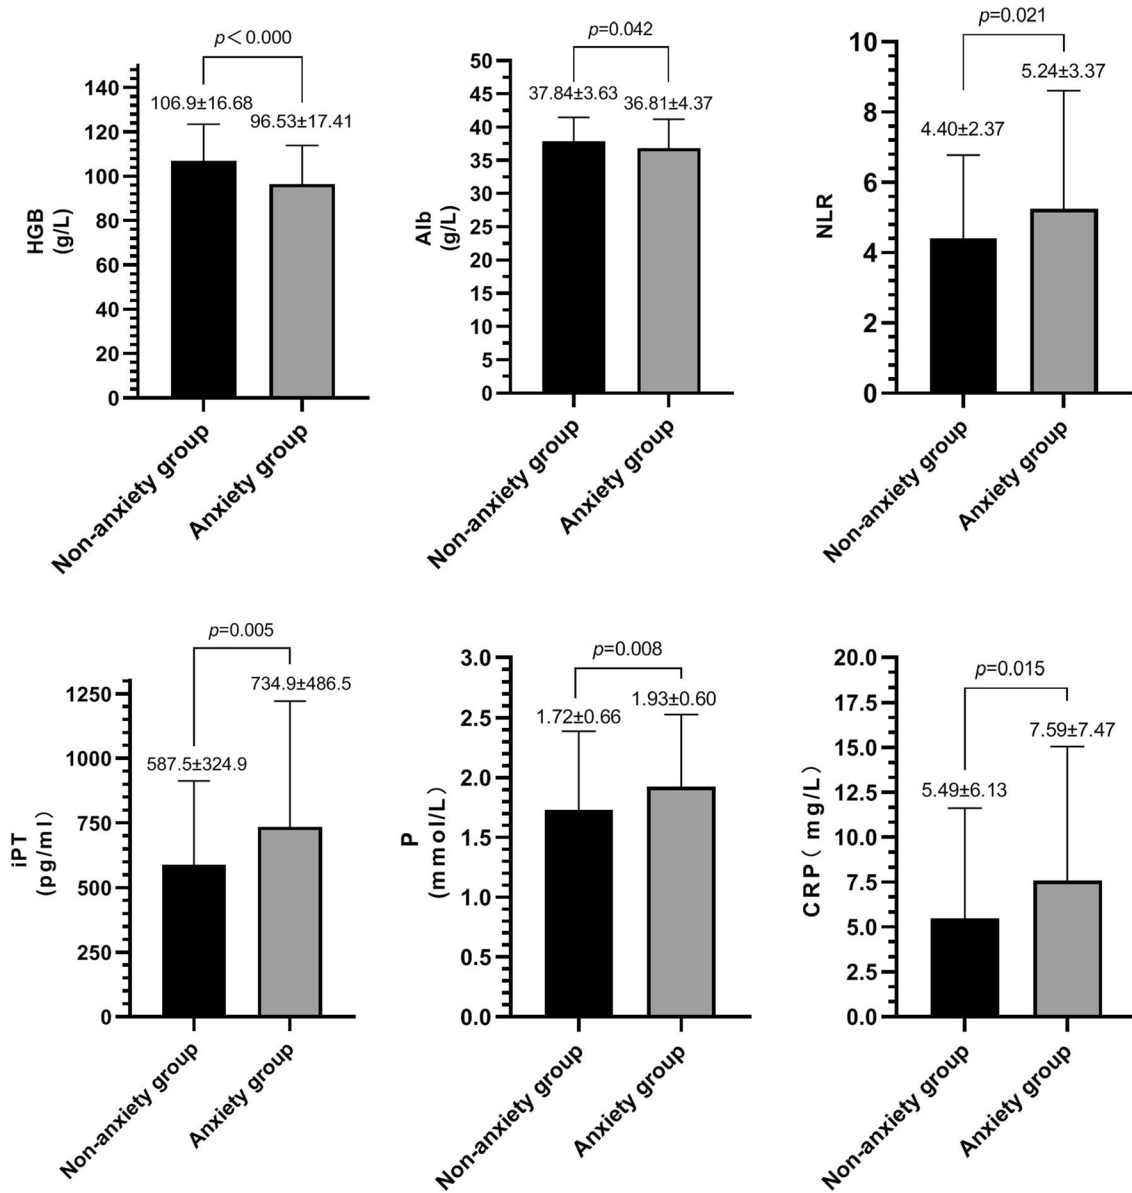 p＜0.000
106.9±16.68
96.53±17.41
140
120
100
80
60
40
20
0
HGB
(g/L)
Non-anxiety group
Anxiety group
p=0.042
37.84±3.63
36.81±4.37
50
45
40
35
30
25
20
15
10
5
0
Alb
(g/L)
Non-anxiety group
Anxiety group
p=0.021
4.40±2.37
5.24±3.37
10
8
6
4
2
0
NLR
Non-anxiety group
Anxiety group
p=0.005
587.5±324.9
734.9±486.5
1250
1000
750
500
250
0
iPT
(pg/ml）
Non-anxiety group
Anxiety group
p=0.008
1.72±0.66
1.93±0.60
3.0
2.5
2.0
1.5
1.0
0.5
0.0
P
(mmol/L）
Non-anxiety group
Anxiety group
p=0.015
5.49±6.13
7.59±7.47
20.0
17.5
15.0
12.5
10.0
7.5
5.0
2.5
0.0
CRP（mg/L）
Non-anxiety group
Anxiety group